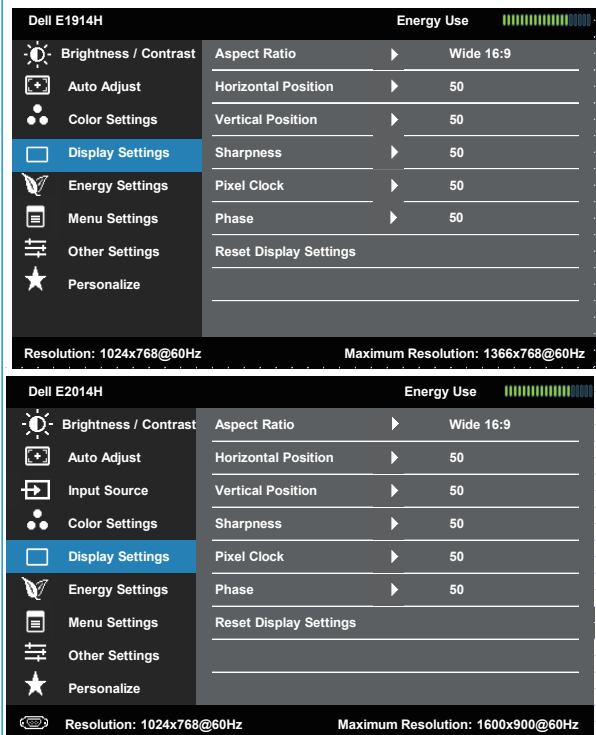 Dell E1914H Energy Use
Brightness / Contrast Aspect Ratio Wide 16:9
Auto Adjust Horizontal Position 50
Color Settings Vertical Position 50
Display Settings Sharpness 50
Energy Settings Pixel Clock 50
Menu Settings Phase 50
Other Settings Reset Display Settings
Personalize
Resolution: 1024x768@60Hz Maximum Resolution: 1366x768@60Hz
Dell E2014H Energy Use
Brightness / Contrast Aspect Ratio Wide 16:9
Auto Adjust Horizontal Position 50
Input Source Vertical Position 50
Color Settings Sharpness 50
Display Settings Pixel Clock 50
Energy Settings Phase 50
Menu Settings Reset Display Settings
Other Settings
Personalize
Resolution: 1024x768@60Hz Maximum Resolution: 1600x900@60Hz